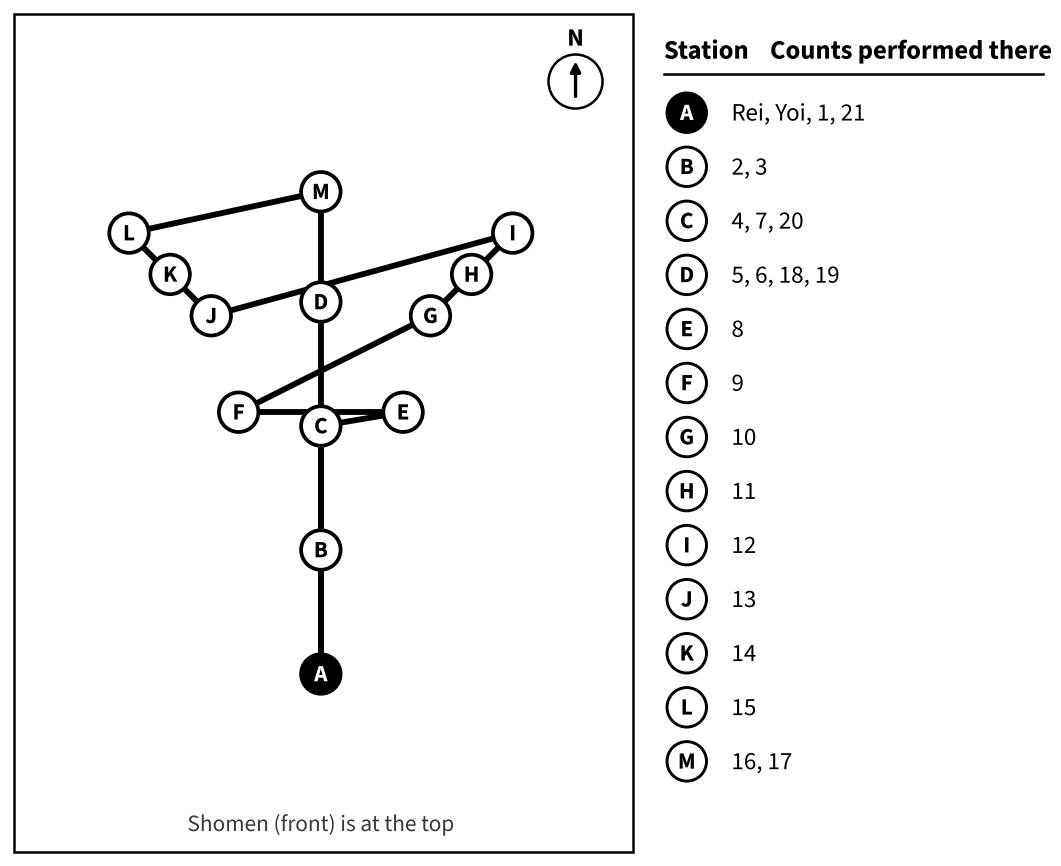 N
M
L
I
K
H
D
J
G
F
E
C
B
A
Shomen (front) is at the top
Station Counts performed there
A Rei, Yoi, 1, 21
B 2, 3
C 4, 7, 20
D 5, 6, 18, 19
E 8
F 9
G 10
H 11
I 12
J 13
K 14
L 15
M 16, 17